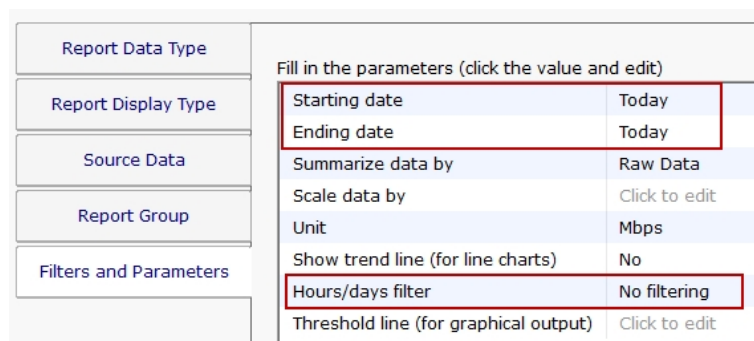 Report Data Type
Report Display Type
Source Data
Report Group
Filters and Parameters
Fill in the parameters (click the value and edit)
Starting date Today
Ending date Today
Summarize data by Raw Data
Scale data by Click to edit
Unit Mbps
Show trend line (for line charts) No
Hours/days filter No filtering
Threshold line (for graphical output) Click to edit